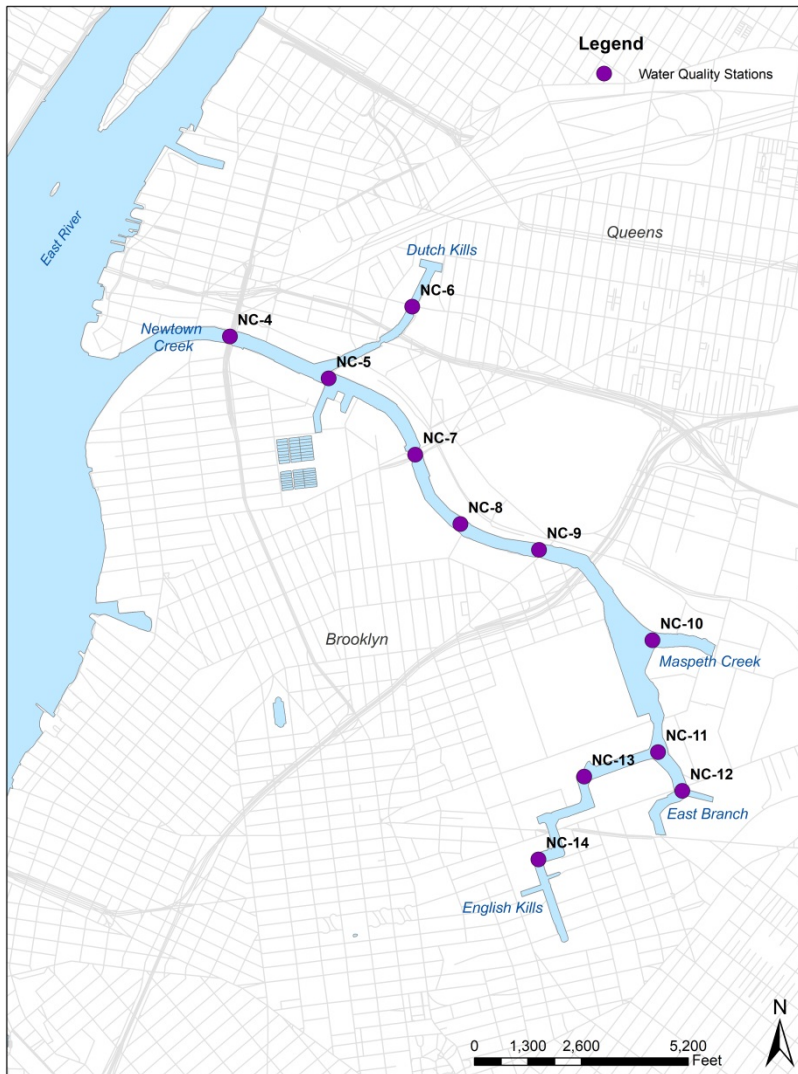 Legend
Water Quality Stations
East River
Queens
Dutch Kills
NC-6
NC-4
Newtown
Creek
NC-5
NC-7
NC-8
NC-9
Brooklyn
NC-10
Maspeth Creek
NC-11
NC-13
NC-12
East Branch
NC-14
English Kills
N
0 1,300 2,600 5,200
Feet